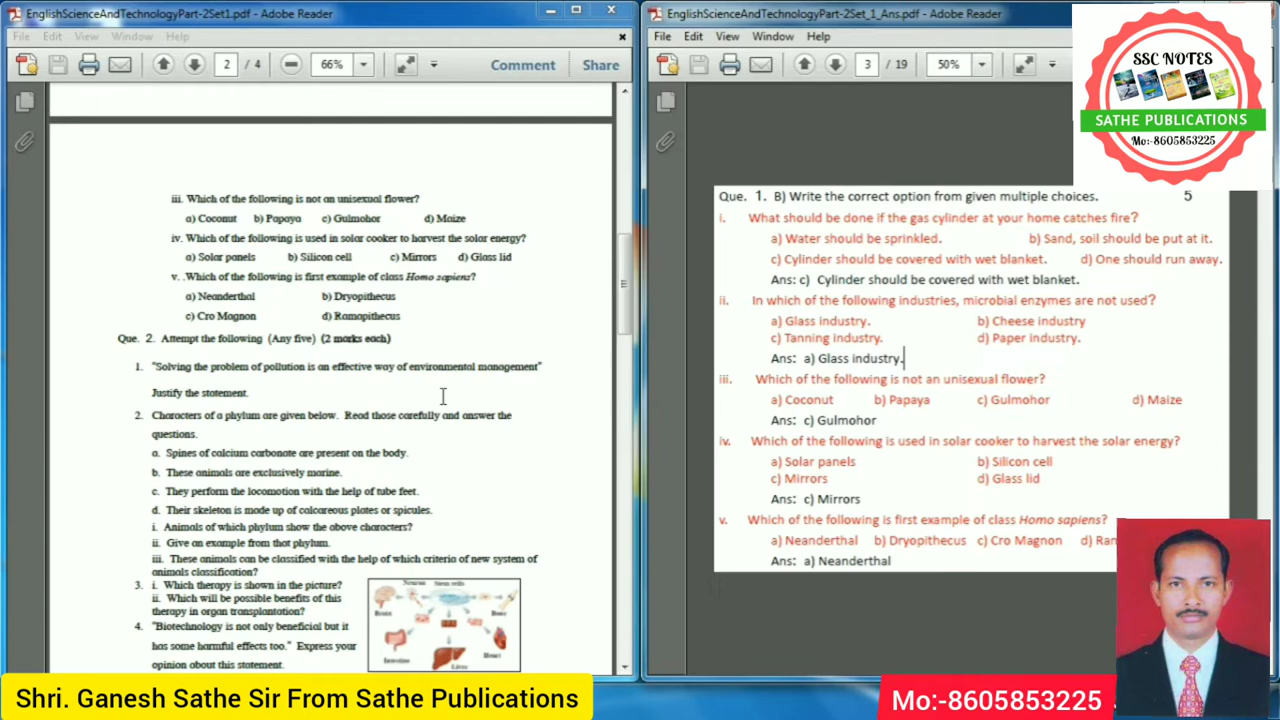 EnglishScienceAndTechnologyPart-2Set1.pdf - Adobe Reader
File Edit View Window Help
2 / 4 66% Comment Share
iii. Which of the following is not an unisexual flower?
a) Coconut b) Papaya c) Gulmohor d) Maize
iv. Which of the following is used in solar cooker to harvest the solar energy?
a) Solar panels b) Silicon cell c) Mirrors d) Glass lid
v. .Which of the following is first example of class Homo sapiens?
a) Neanderthal b) Dryopithecus
c) Cro Magnon d) Ramapithecus
Que. 2. Attempt the following (Any five) (2 marks each)
1. "Solving the problem of pollution is an effective way of environmental management"
Justify the statement.
2. Characters of a phylum are given below. Read those carefully and answer the
questions.
a. Spines of calcium carbonate are present on the body.
b. These animals are exclusively marine.
c. They perform the locomotion with the help of tube feet.
d. Their skeleton is made up of calcareous plates or spicules.
i. Animals of which phylum show the above characters?
ii. Give an example from that phylum.
iii. These animals can be classified with the help of which criteria of new system of
animals classification?
3. i. Which therapy is shown in the picture?
ii. Which will be possible benefits of this
therapy in organ transplantation?
4. "Biotechnology is not only beneficial but it
has some harmful effects too." Express your
opinion about this statement.
Neurus Stem cells
Brain Bone
Intestine Liver Heart
EnglishScienceAndTechnologyPart-2Set_1_Ans.pdf - Adobe Reader
File Edit View Window Help
3 / 19 50%
Que. 1. B) Write the correct option from given multiple choices. 5
i. What should be done if the gas cylinder at your home catches fire?
a) Water should be sprinkled. b) Sand, soil should be put at it.
c) Cylinder should be covered with wet blanket. d) One should run away.
Ans: c) Cylinder should be covered with wet blanket.
ii. In which of the following industries, microbial enzymes are not used?
a) Glass industry. b) Cheese industry
c) Tanning industry. d) Paper industry.
Ans: a) Glass industry.
iii. Which of the following is not an unisexual flower?
a) Coconut b) Papaya c) Gulmohor d) Maize
Ans: c) Gulmohor
iv. Which of the following is used in solar cooker to harvest the solar energy?
a) Solar panels b) Silicon cell
c) Mirrors d) Glass lid
Ans: c) Mirrors
v. Which of the following is first example of class Homo sapiens?
a) Neanderthal b) Dryopithecus c) Cro Magnon d) Ran
Ans: a) Neanderthal
SSC NOTES
SATHE PUBLICATIONS
Mo:-8605853225
Shri. Ganesh Sathe Sir From Sathe Publications
Mo:-8605853225